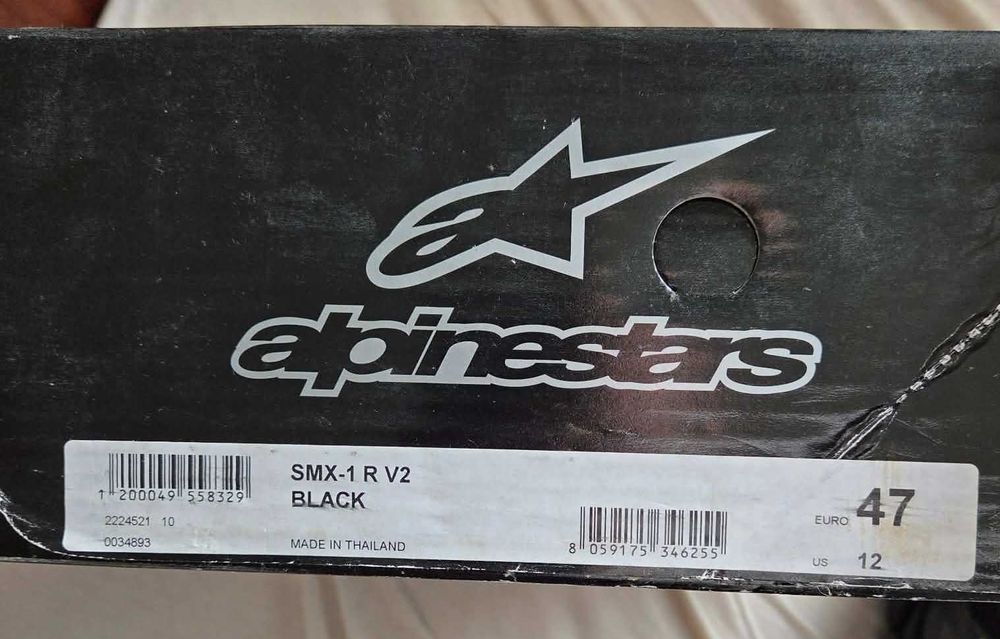 alpinestars
1 200049 558329
2224521 10
0034893
SMX-1 R V2
BLACK
MADE IN THAILAND
8 059175 346255
EURO 47
US 12